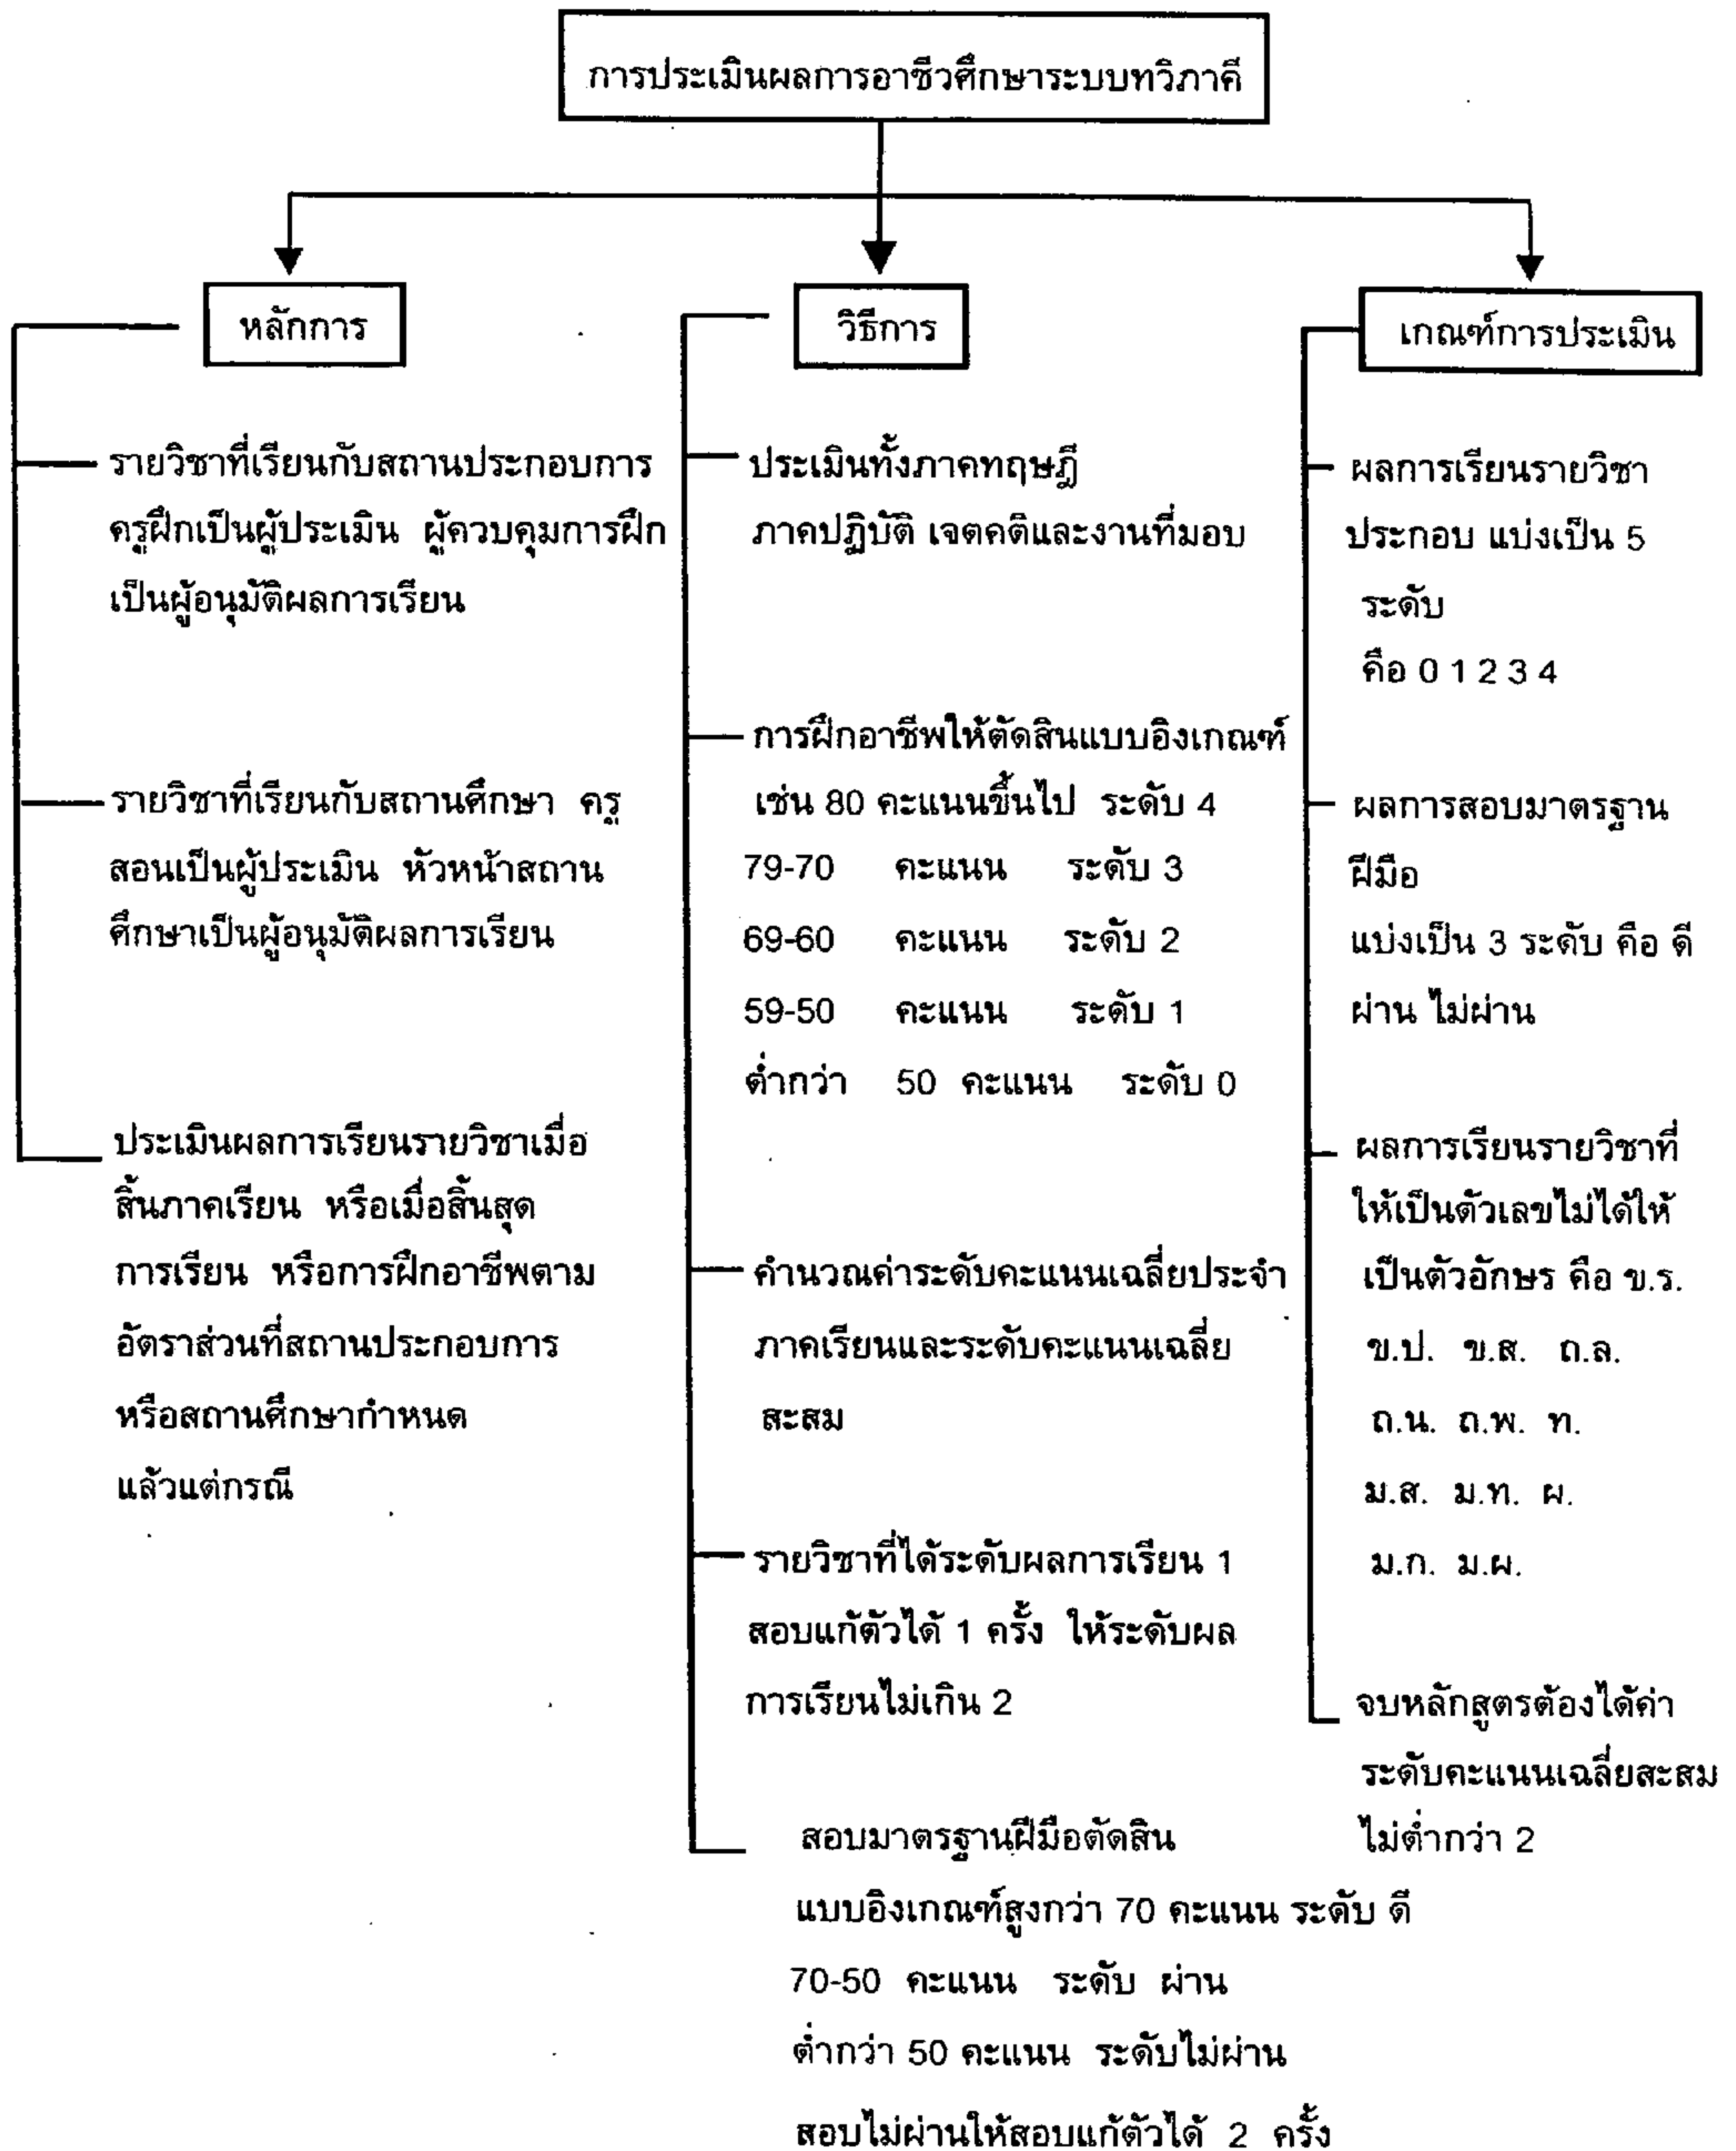 การประเมินผลการอาชีวศึกษาระบบทวิภาคี
หลักการ
รายวิชาที่เรียนกับสถานประกอบการ
ครูฝึกเป็นผู้ประเมิน ผู้ควบคุมการฝึก
เป็นผู้อนุมัติผลการเรียน
รายวิชาที่เรียนกับสถานศึกษา ครู
สอนเป็นผู้ประเมิน หัวหน้าสถาน
ศึกษาเป็นผู้อนุมัติผลการเรียน
ประเมินผลการเรียนรายวิชาเมื่อ
สิ้นภาคเรียน หรือเมื่อสิ้นสุด
การเรียน หรือการฝึกอาชีพตาม
อัตราส่วนที่สถานประกอบการ
หรือสถานศึกษากำหนด
แล้วแต่กรณี
วิธีการ
ประเมินทั้งภาคทฤษฎี
ภาคปฏิบัติ เจตคติและงานที่มอบ
การฝึกอาชีพให้ตัดสินแบบอิงเกณฑ์
เช่น 80 คะแนนขึ้นไป ระดับ 4
79-70 คะแนน ระดับ 3
69-60 คะแนน ระดับ 2
59-50 คะแนน ระดับ 1
ต่ำกว่า 50 คะแนน ระดับ 0
คำนวณค่าระดับคะแนนเฉลี่ยประจำ
ภาคเรียนและระดับคะแนนเฉลี่ย
สะสม
รายวิชาที่ได้ระดับผลการเรียน 1
สอบแก้ตัวได้ 1 ครั้ง ให้ระดับผล
การเรียนไม่เกิน 2
สอบมาตรฐานฝีมือตัดสิน
แบบอิงเกณฑ์สูงกว่า 70 คะแนน ระดับ ดี
70-50 คะแนน ระดับ ผ่าน
ต่ำกว่า 50 คะแนน ระดับไม่ผ่าน
สอบไม่ผ่านให้สอบแก้ตัวได้ 2 ครั้ง
เกณฑ์การประเมิน
ผลการเรียนรายวิชา
ประกอบ แบ่งเป็น 5
ระดับ
คือ 0 1 2 3 4
ผลการสอบมาตรฐาน
ฝีมือ
แบ่งเป็น 3 ระดับ คือ ดี
ผ่าน ไม่ผ่าน
ผลการเรียนรายวิชาที่
ให้เป็นตัวเลขไม่ได้ให้
เป็นตัวอักษร คือ ข.ร.
ข.ป. ข.ส. ถ.ล.
ถ.น. ถ.พ. ท.
ม.ส. ม.ท. ผ.
ม.ก. ม.ผ.
จบหลักสูตรต้องได้ค่า
ระดับคะแนนเฉลี่ยสะสม
ไม่ต่ำกว่า 2